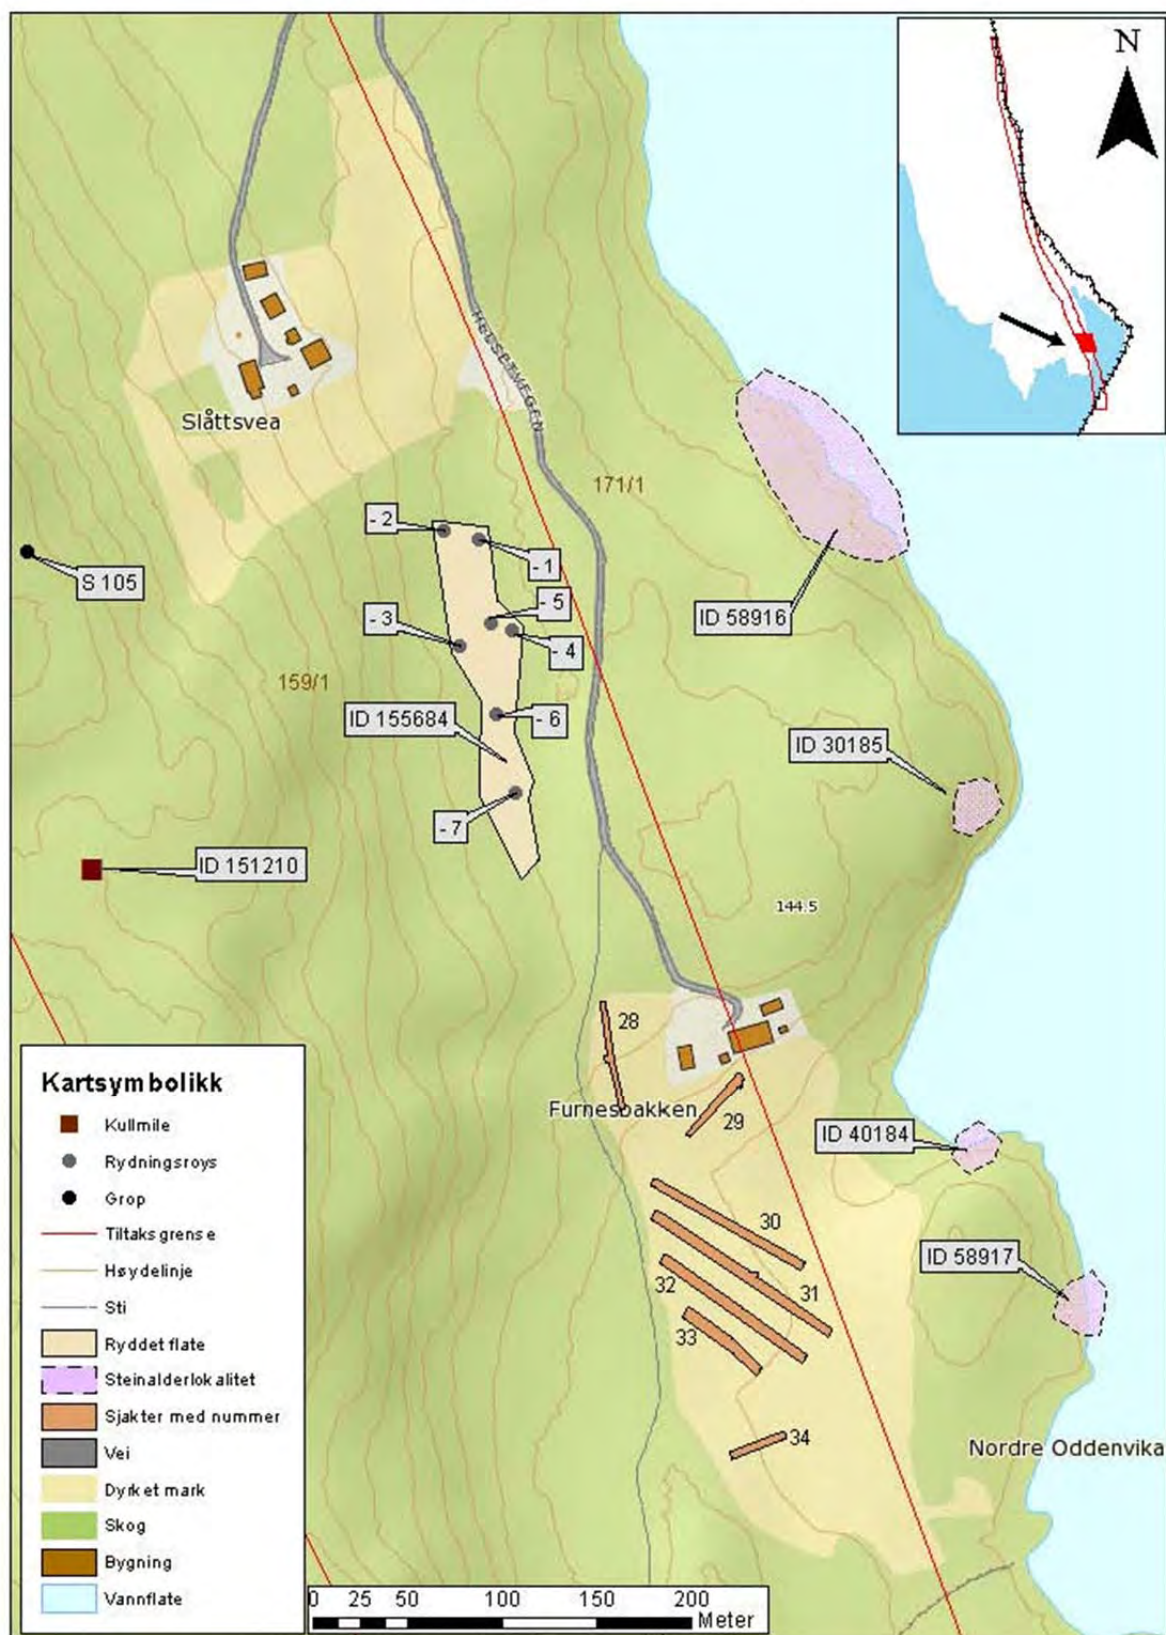 N
Slåttsvea
HEGSETVEGEN
171/1
- 2
- 1
S 105
- 5
ID 58916
- 3
- 4
159/1
ID 155684
- 6
ID 30185
- 7
ID 151210
144.5
28
Furnesbakken
29
ID 40184
30
ID 58917
32
31
33
34
Nordre Oddenvika
Kartsymbolikk
Kullmile
Rydningsrøys
Grop
Tiltaksgrense
Høydelinje
Sti
Ryddet flate
Steinalderlokalitet
Sjakter med nummer
Vei
Dyrket mark
Skog
Bygning
Vannflate
0 25 50 100 150 200
Meter